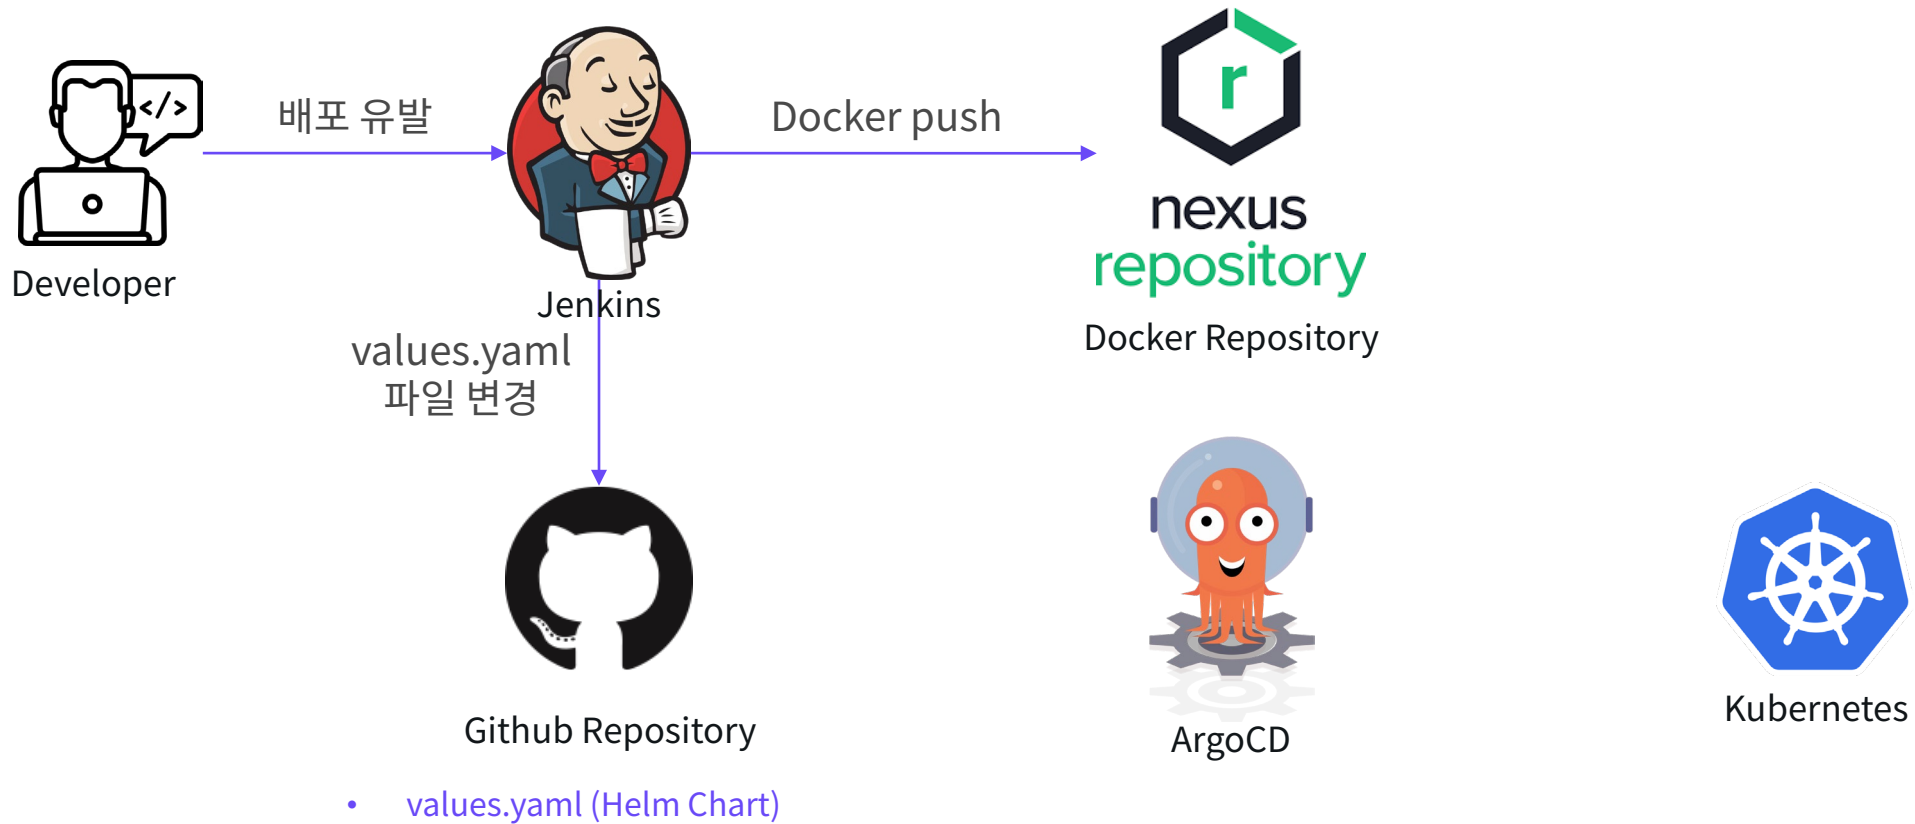 </>
배포 유발
Docker push
r
nexus
repository
Developer
Jenkins
Docker Repository
values.yaml
파일 변경
Github Repository
ArgoCD
Kubernetes
• values.yaml (Helm Chart)